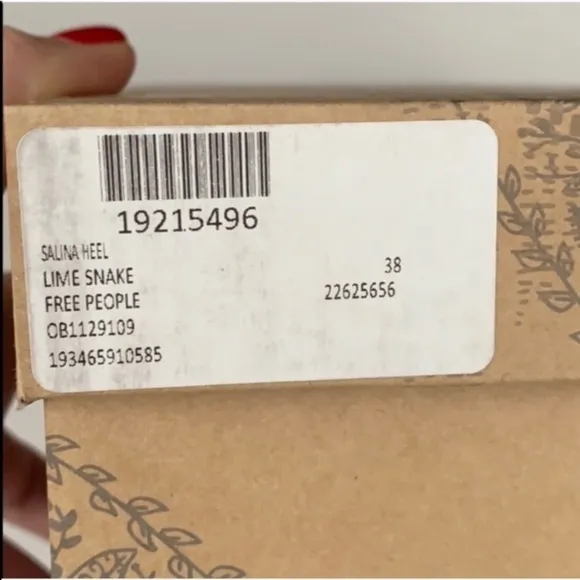 19215496
SALINA HEEL
LIME SNAKE 38
FREE PEOPLE 22625656
OB1129109
193465910585